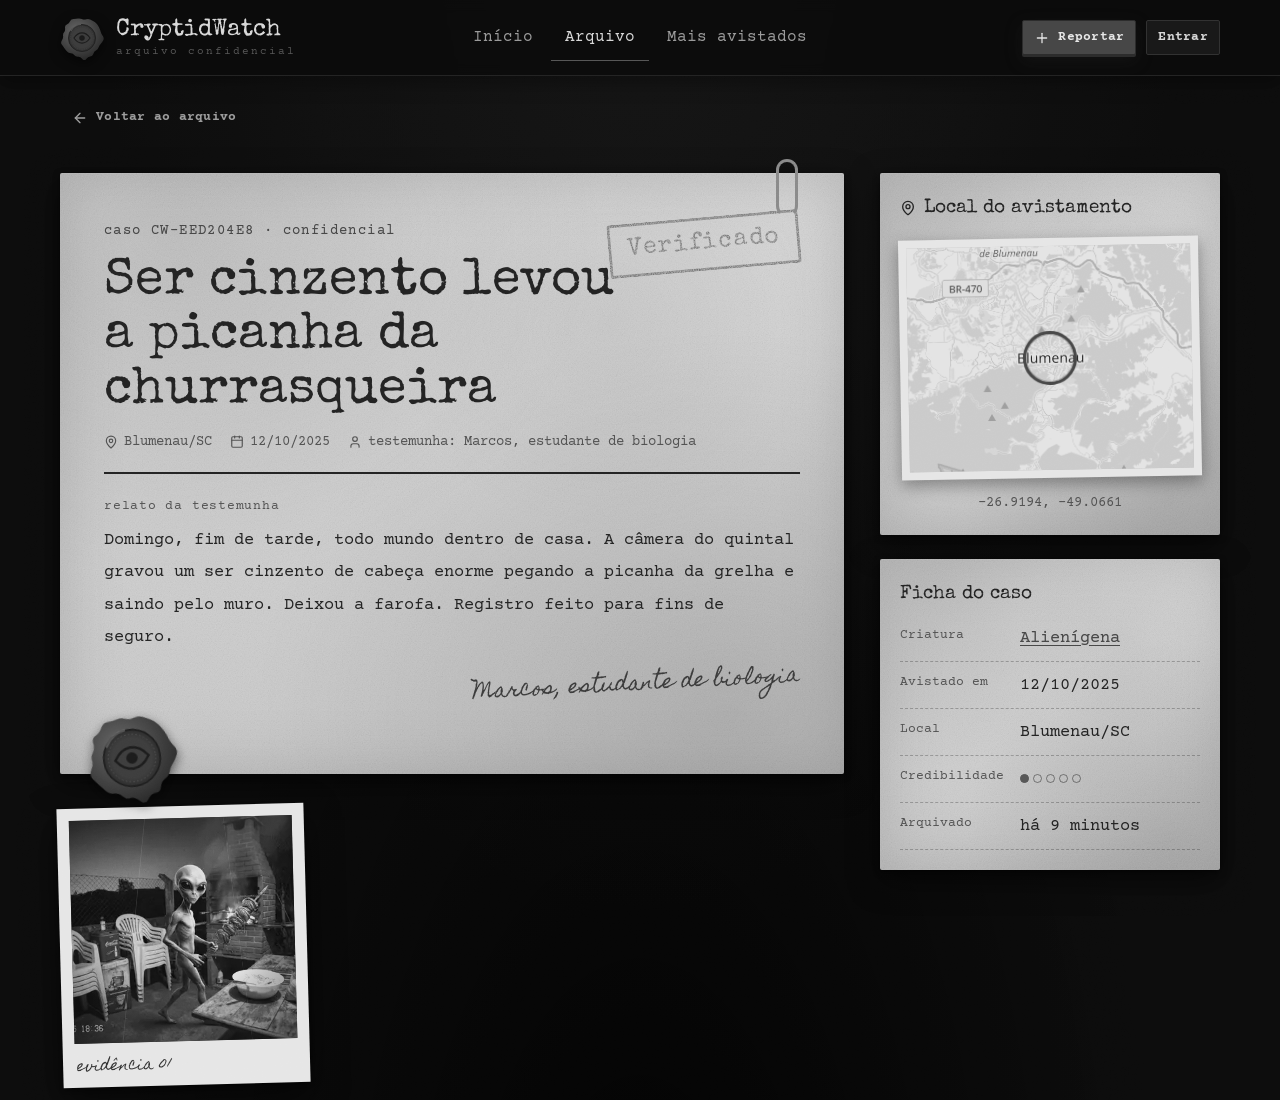 CryptidWatch
arquivo confidencial
Início
Arquivo
Mais avistados
Reportar
Entrar
Voltar ao arquivo
caso CW-EED204E8 · confidencial
Verificado
Ser cinzento levou
a picanha da
churrasqueira
Blumenau/SC
12/10/2025
testemunha: Marcos, estudante de biologia
relato da testemunha
Domingo, fim de tarde, todo mundo dentro de casa. A câmera do quintal
gravou um ser cinzento de cabeça enorme pegando a picanha da grelha e
saindo pelo muro. Deixou a farofa. Registro feito para fins de
seguro.
Marcos, estudante de biologia
18:36
evidência 01
Local do avistamento
de Blumenau
BR-470
Blumenau
-26.9194, -49.0661
Ficha do caso
Criatura
Alienígena
Avistado em
12/10/2025
Local
Blumenau/SC
Credibilidade
Arquivado
há 9 minutos